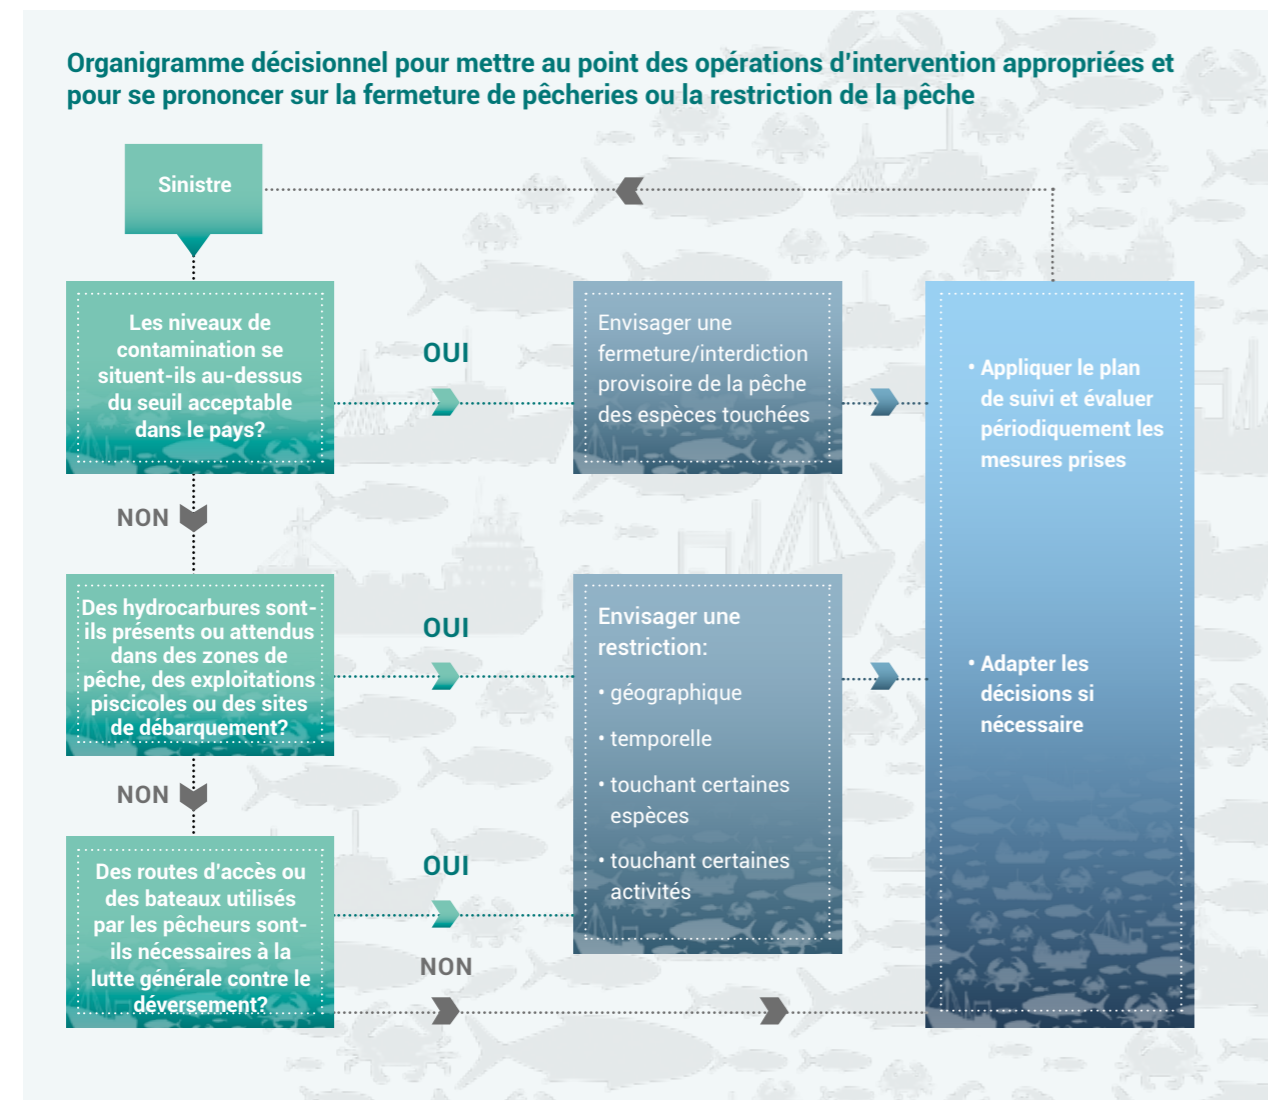 Organigramme décisionnel pour mettre au point des opérations d'intervention appropriées et
pour se prononcer sur la fermeture de pêcheries ou la restriction de la pêche
Sinistre
Les niveaux de
contamination se
situent-ils au-dessus
du seuil acceptable
dans le pays?
OUI
Envisager une
fermeture/interdiction
provisoire de la pêche
des espèces touchées
• Appliquer le plan
de suivi et évaluer
périodiquement les
mesures prises
NON
Des hydrocarbures sont-
ils présents ou attendus
dans des zones de
pêche, des exploitations
piscicoles ou des sites
de débarquement?
OUI
Envisager une
restriction:
• géographique
• temporelle
• touchant certaines
espèces
• touchant certaines
activités
• Adapter les
décisions si
nécessaire
NON
Des routes d'accès ou
des bateaux utilisés
par les pêcheurs sont-
ils nécessaires à la
lutte générale contre le
déversement?
OUI
NON